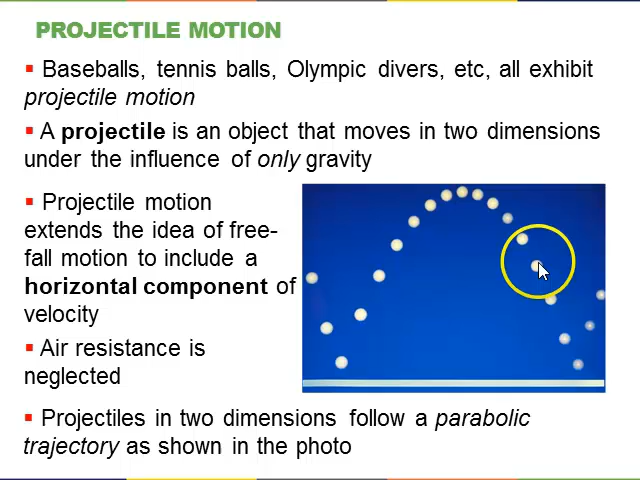 PROJECTILE MOTION
▪ Baseballs, tennis balls, Olympic divers, etc, all exhibit
projectile motion
▪ A projectile is an object that moves in two dimensions
under the influence of only gravity
▪ Projectile motion
extends the idea of free-
fall motion to include a
horizontal component of
velocity
▪ Air resistance is
neglected
▪ Projectiles in two dimensions follow a parabolic
trajectory as shown in the photo